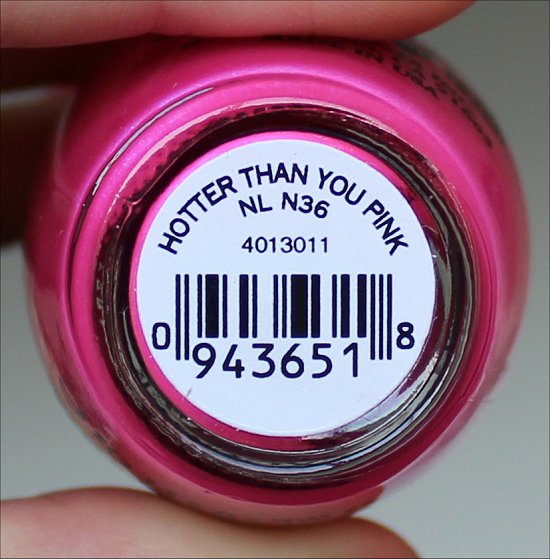 HOTTER THAN YOU PINK
NL N36
4013011
0 943651 8